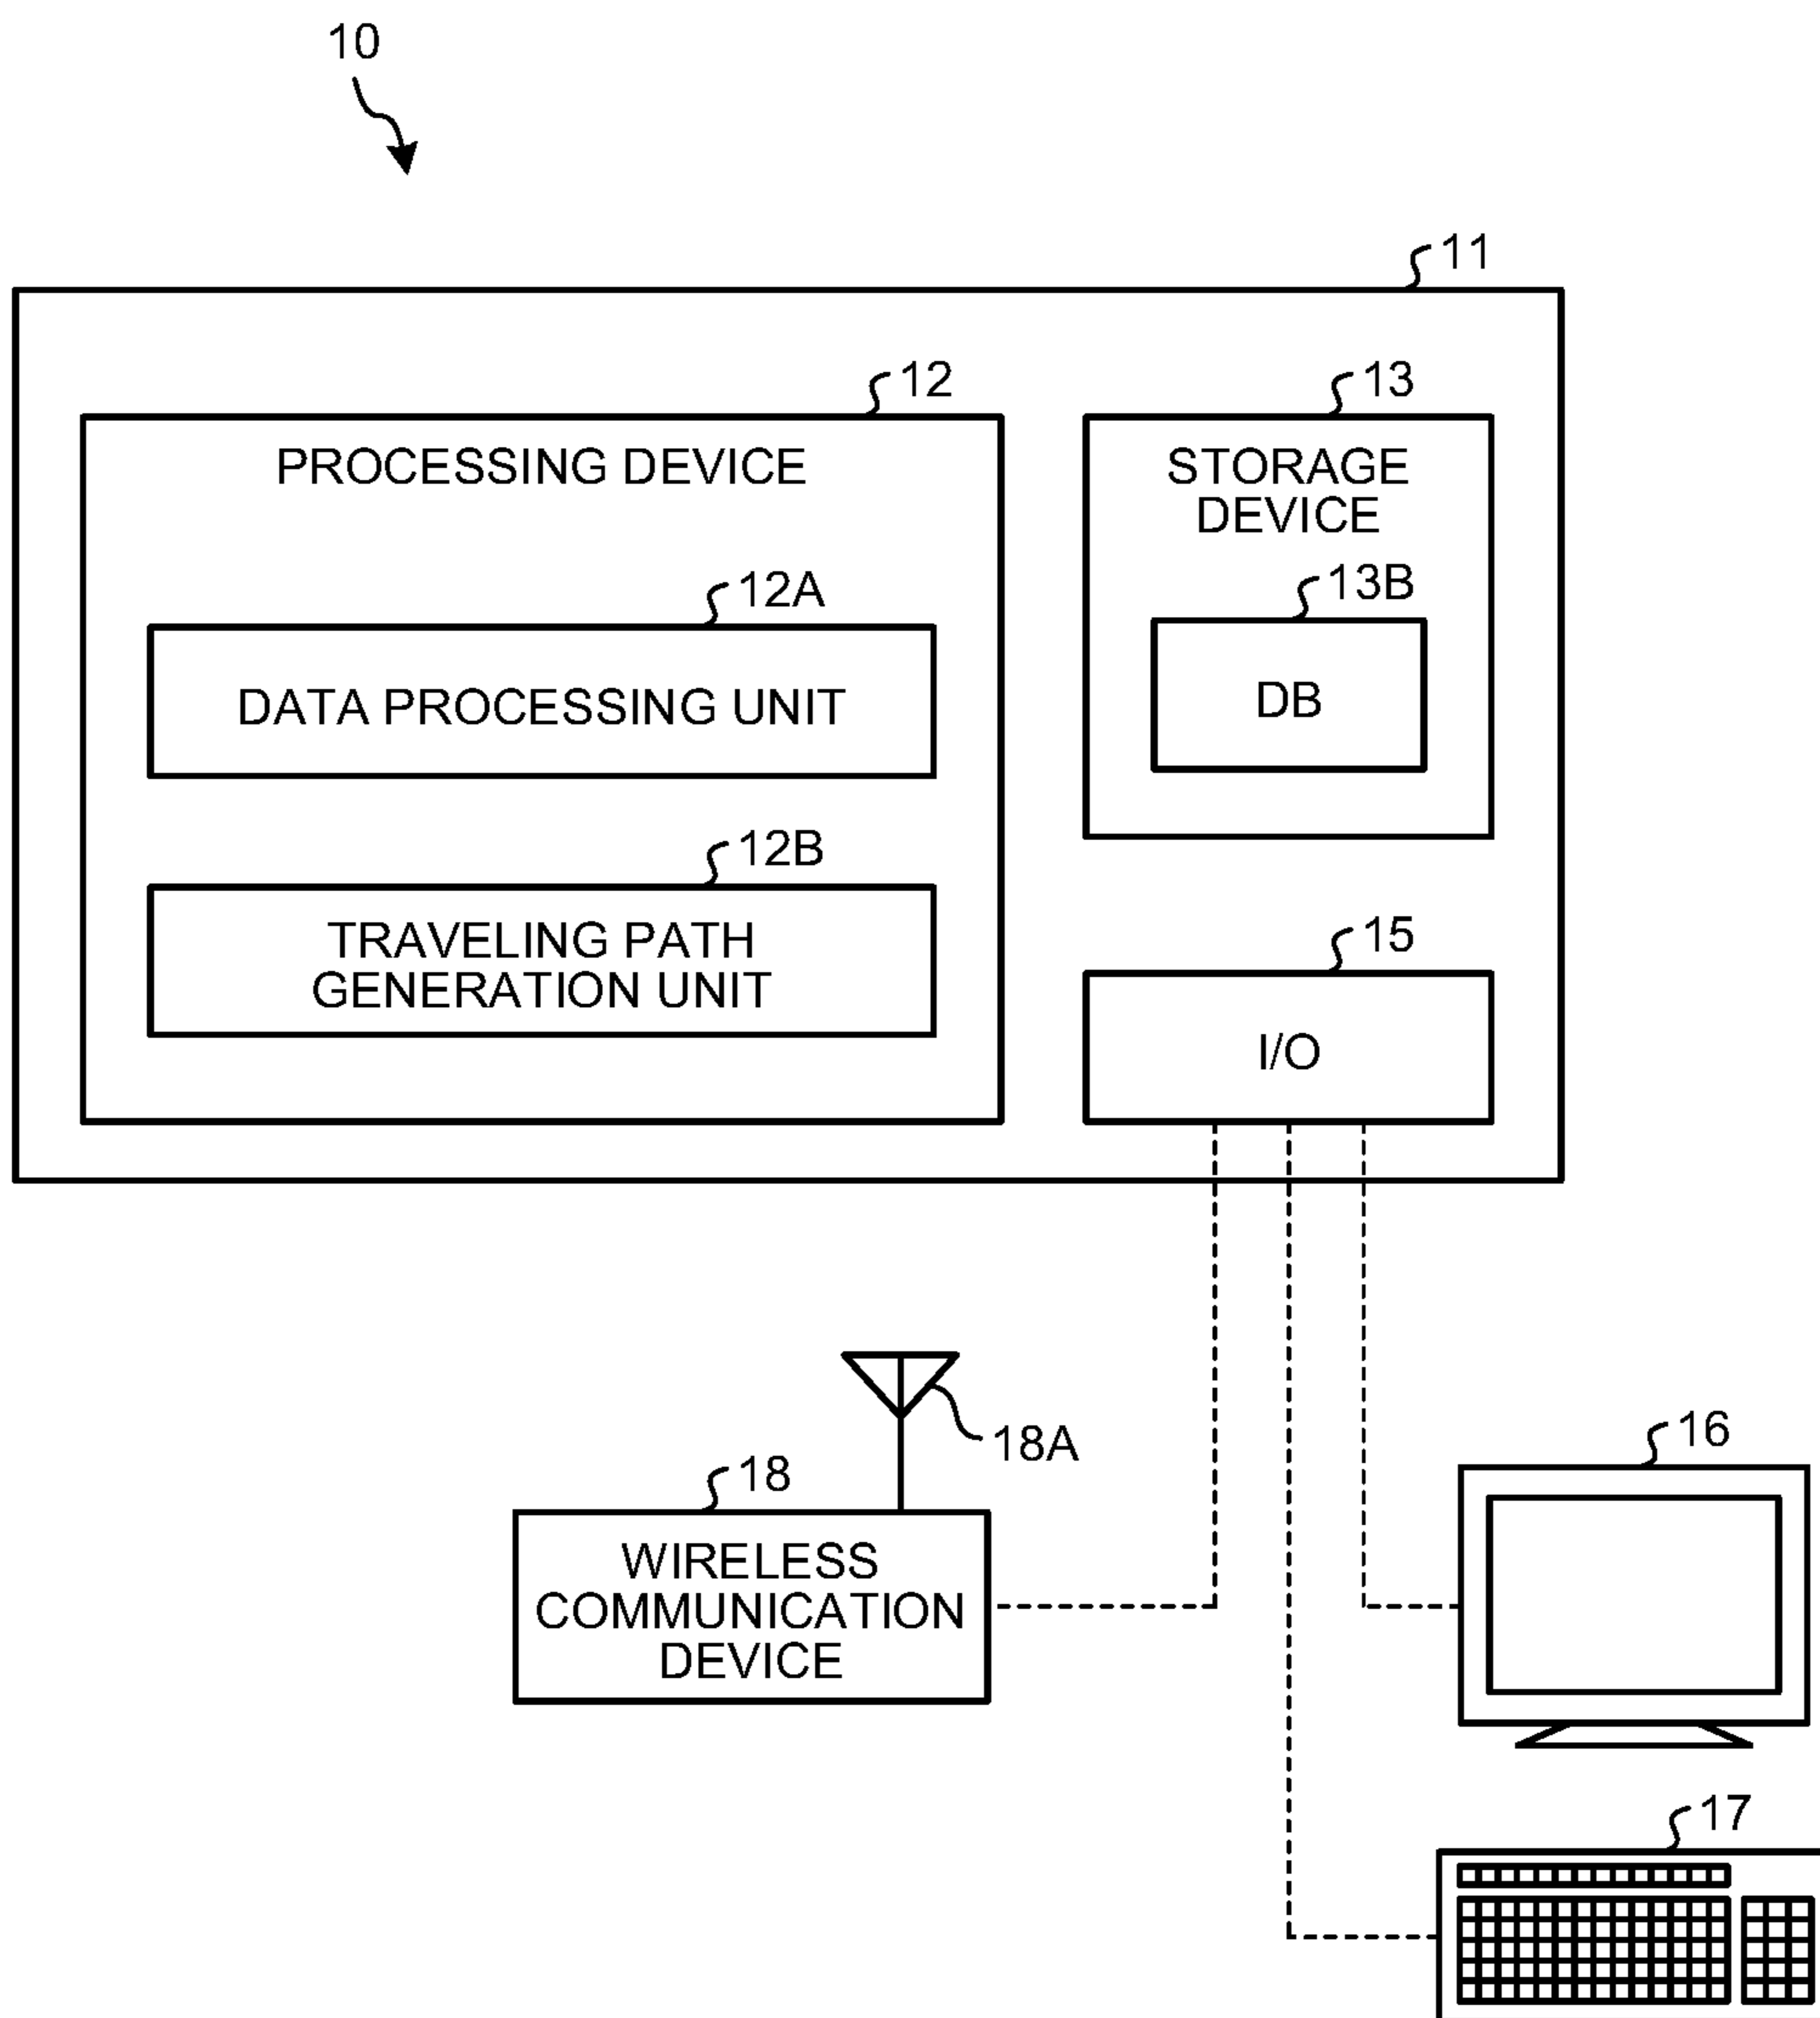 10
11
12
13
PROCESSING DEVICE
STORAGE
DEVICE
12A
13B
DATA PROCESSING UNIT
DB
12B
TRAVELING PATH
GENERATION UNIT
15
I/O
18A
16
18
WIRELESS
COMMUNICATION
DEVICE
17